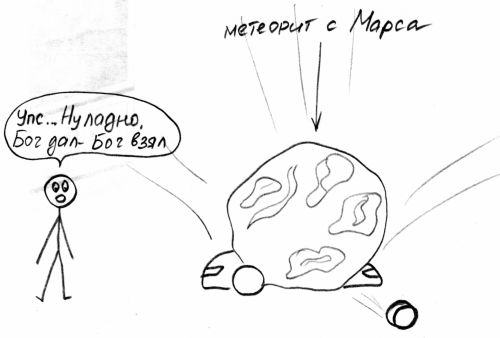 метеорит с Марса
Упс... Ну ладно,
Бог дал- Бог взял